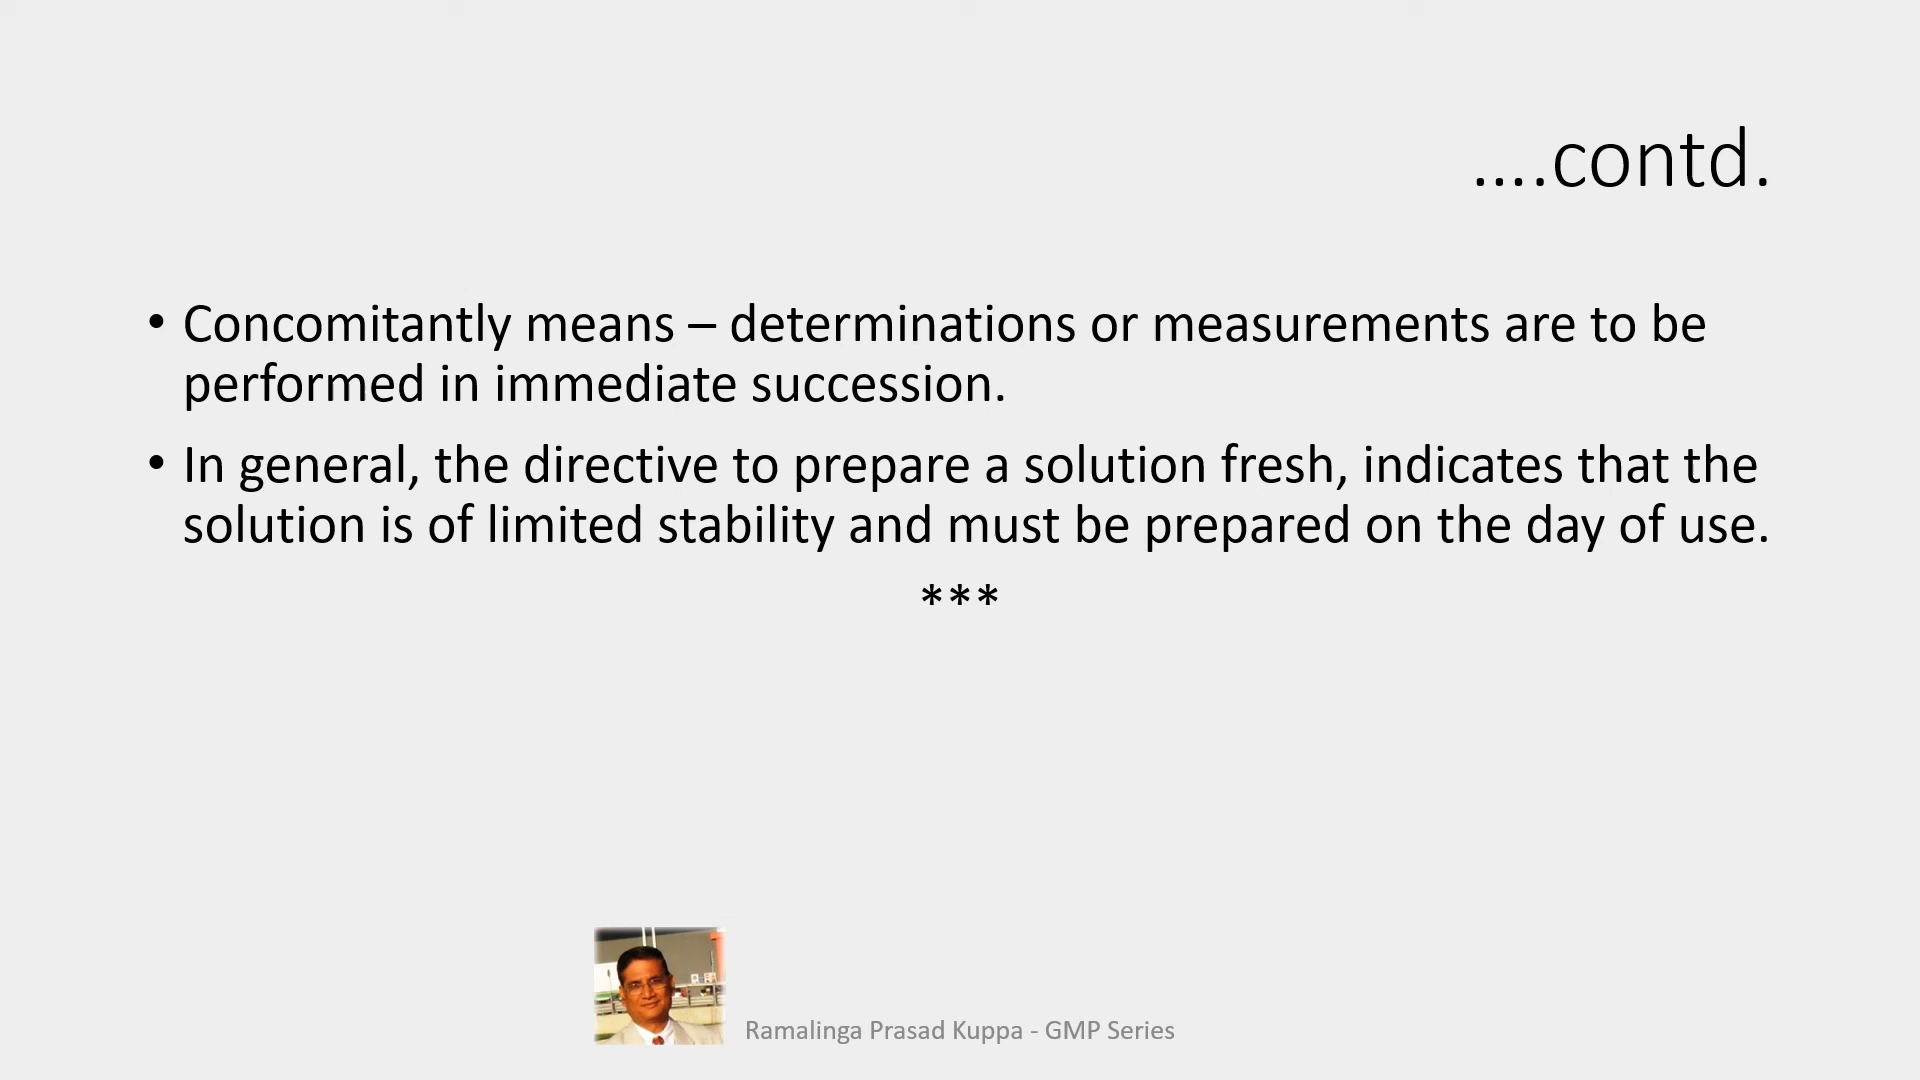 ....contd.
• Concomitantly means – determinations or measurements are to be
performed in immediate succession.
• In general, the directive to prepare a solution fresh, indicates that the
solution is of limited stability and must be prepared on the day of use.
***
Ramalinga Prasad Kuppa - GMP Series